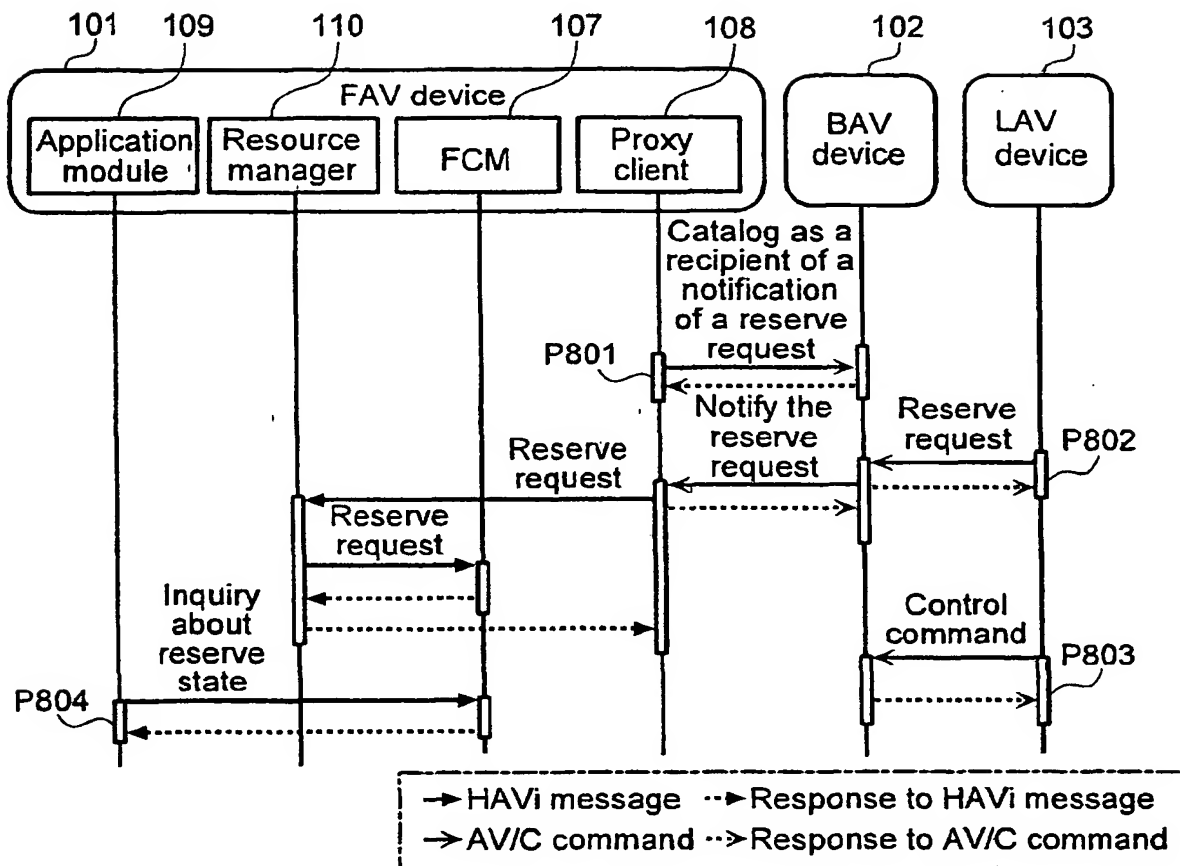 101 109 110 107 108 102 103
FAV device
Application
module
Resource
manager
FCM
Proxy
client
BAV
device
LAV
device
Catalog as a
recipient of a
notification
of a reserve
request
P801
Notify the
reserve
request
Reserve
request
P802
Reserve
request
Reserve
request
Inquiry
about
reserve
state
Control
command
P803
P804
HAVi message Response to HAVi message
AV/C command Response to AV/C command